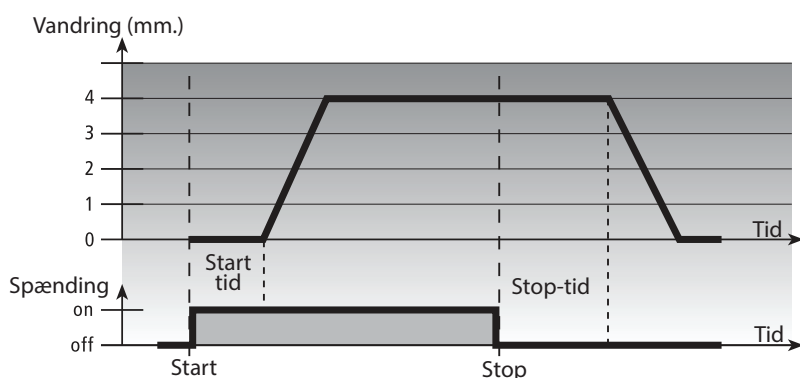 Vandring (mm.)
4
3
2
1
0
Tid
Start
tid
Spænding
Stop-tid
on
off
Tid
Start
Stop